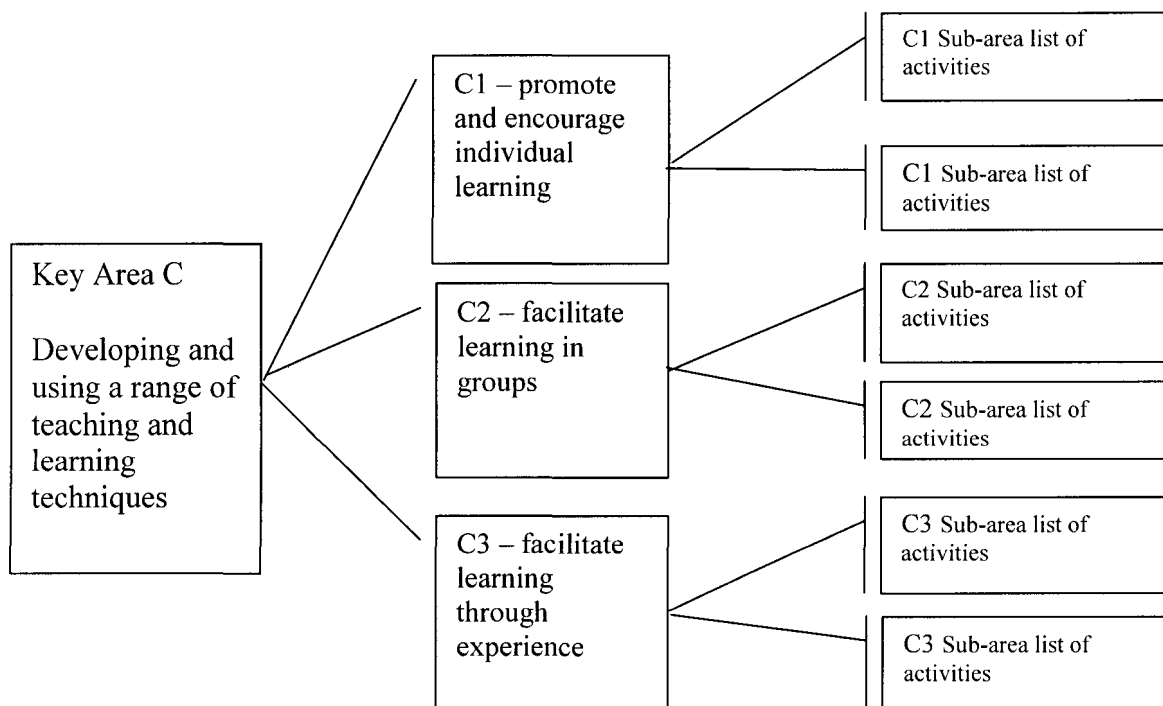 Key Area C
Developing and
using a range of
teaching and
learning
techniques
C1 – promote
and encourage
individual
learning
C2 – facilitate
learning in
groups
C3 – facilitate
learning
through
experience
C1 Sub-area list of
activities
C1 Sub-area list of
activities
C2 Sub-area list of
activities
C2 Sub-area list of
activities
C3 Sub-area list of
activities
C3 Sub-area list of
activities